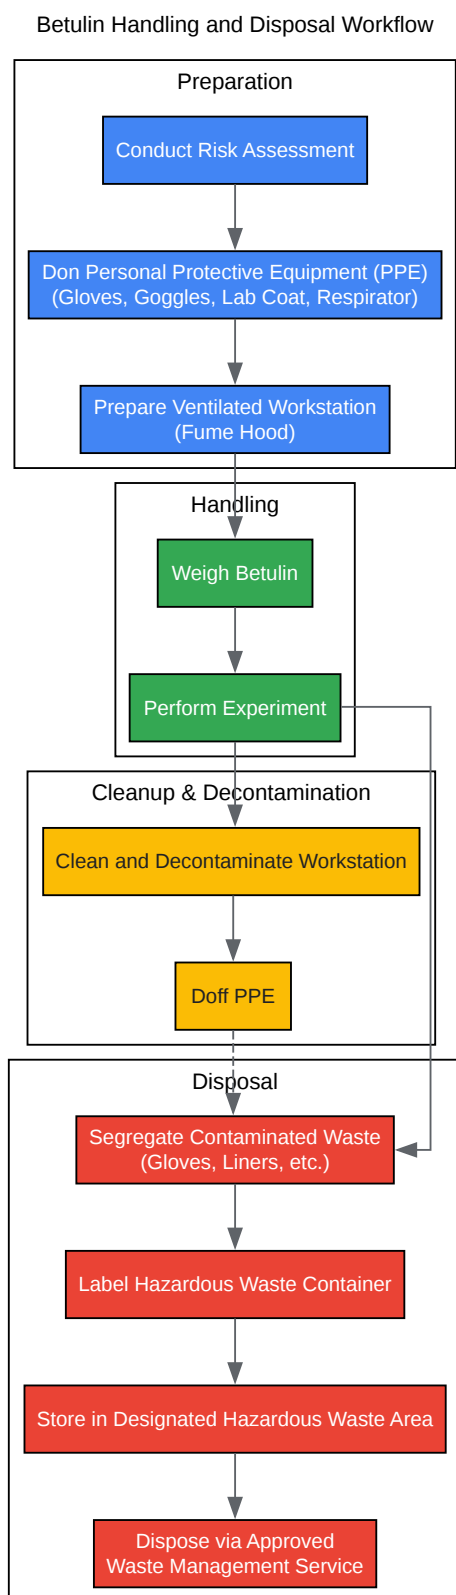 Betulin Handling and Disposal Workflow
Preparation
Conduct Risk Assessment
Don Personal Protective Equipment (PPE)
(Gloves, Goggles, Lab Coat, Respirator)
Prepare Ventilated Workstation
(Fume Hood)
Handling
Weigh Betulin
Perform Experiment
Cleanup & Decontamination
Clean and Decontaminate Workstation
Doff PPE
Disposal
Segregate Contaminated Waste
(Gloves, Liners, etc.)
Label Hazardous Waste Container
Store in Designated Hazardous Waste Area
Dispose via Approved
Waste Management Service